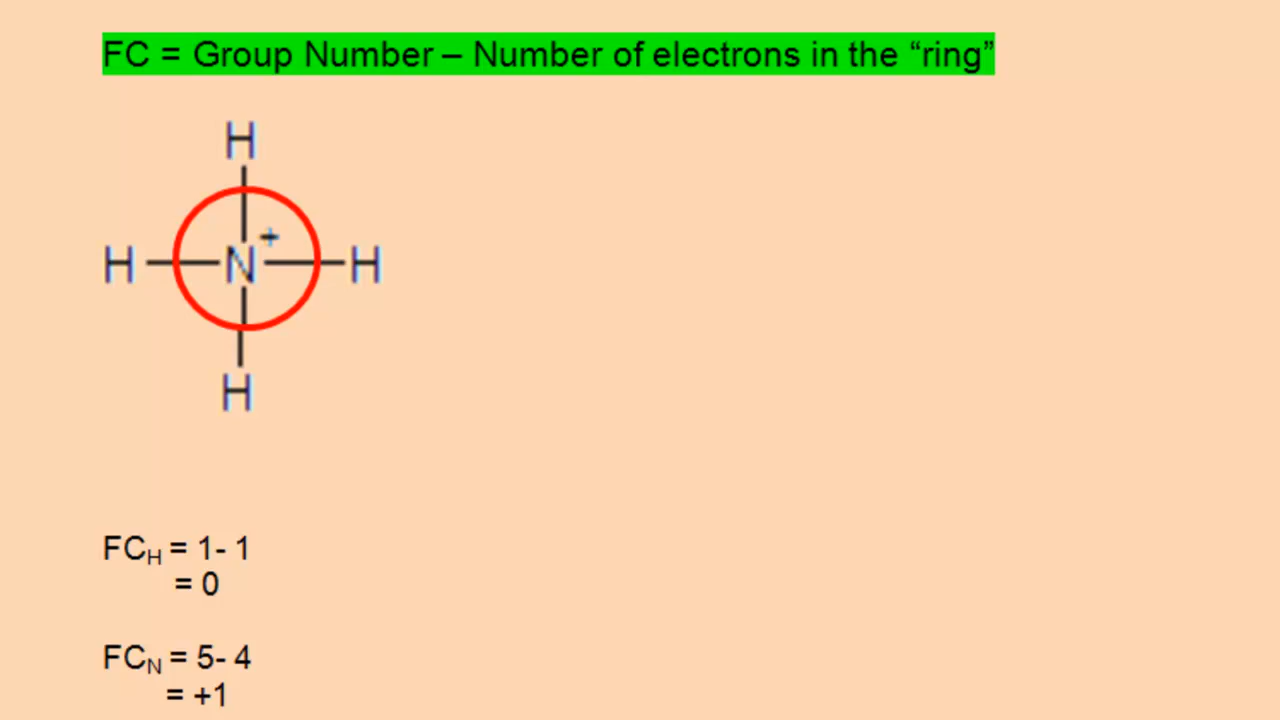 FC = Group Number – Number of electrons in the “ring”
H
+
H N H
H
FCH = 1- 1
= 0
FCN = 5- 4
= +1